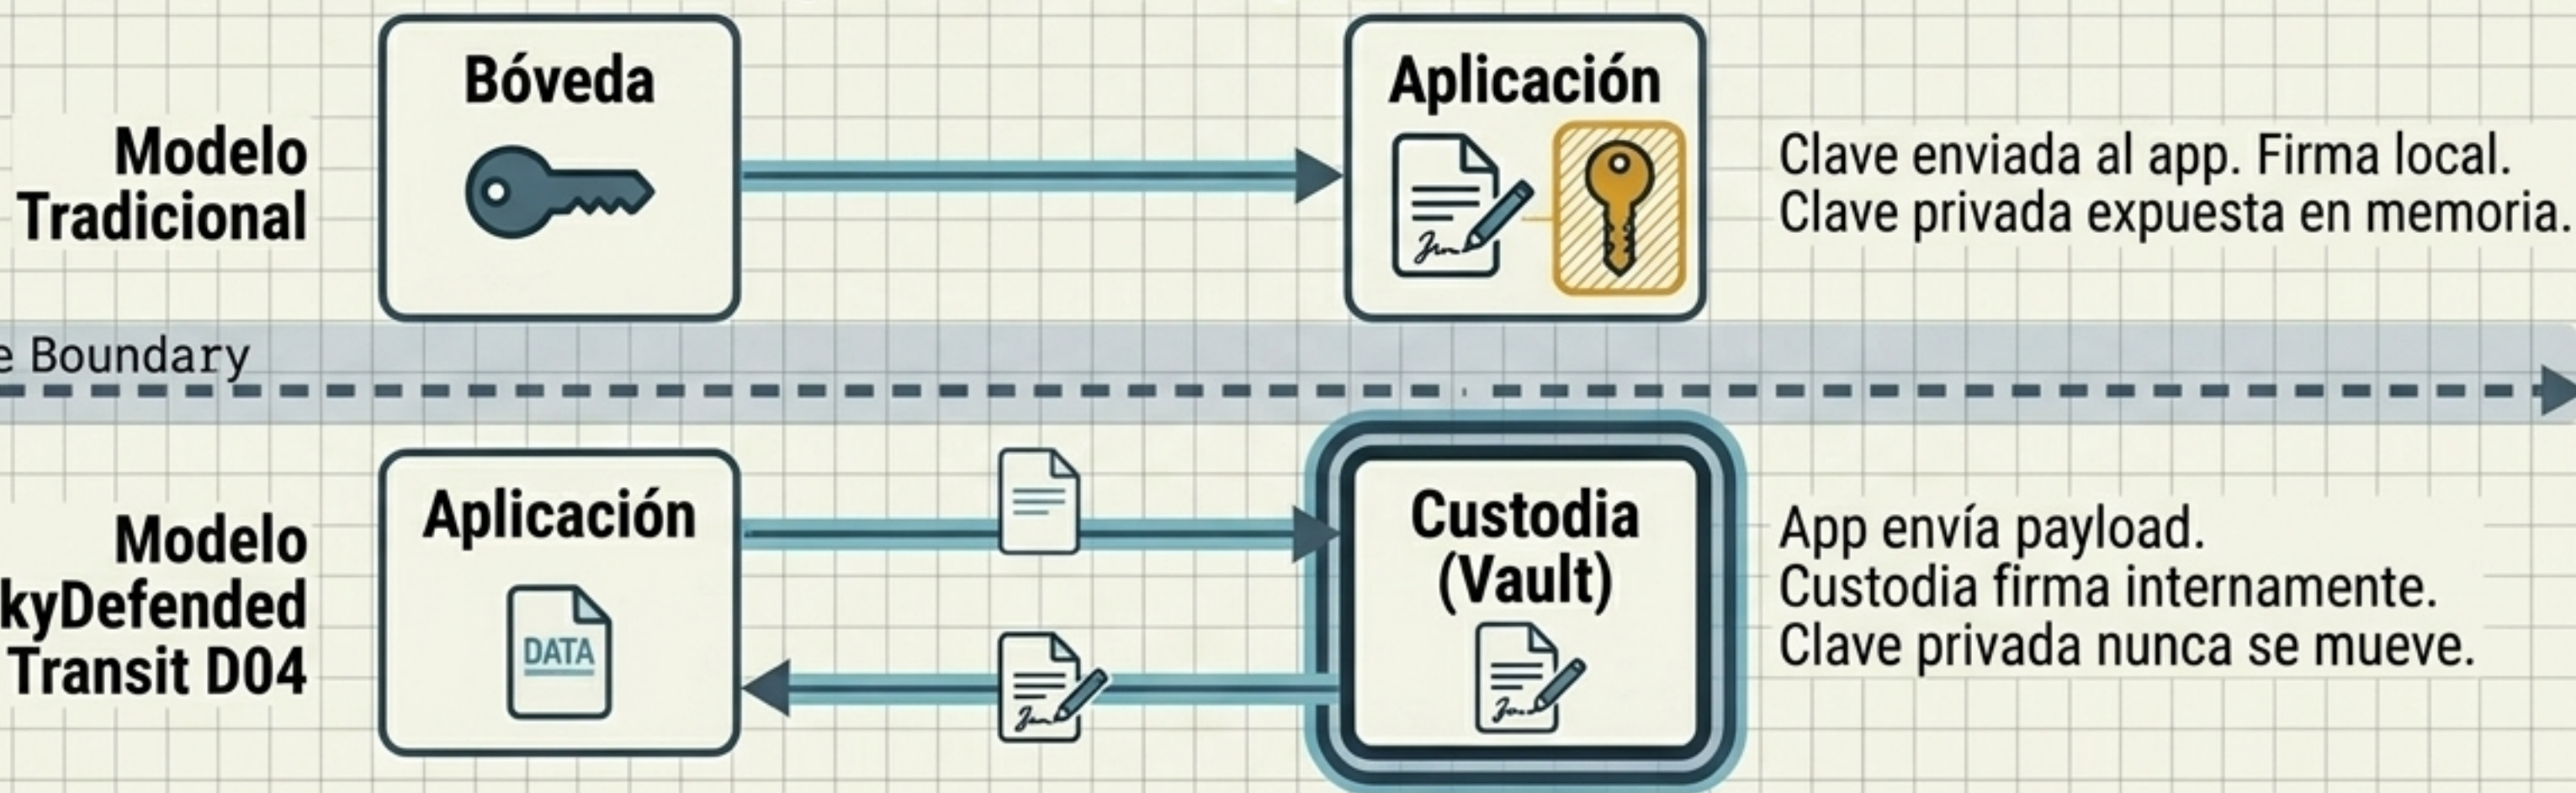 Modelo
Tradicional
Bóveda
Aplicación
Clave enviada al app. Firma local.
Clave privada expuesta en memoria.
e Boundary
Modelo
kyDefended
Transit D04
Aplicación
DATA
Custodia
(Vault)
App envía payload.
Custodia firma internamente.
Clave privada nunca se mueve.